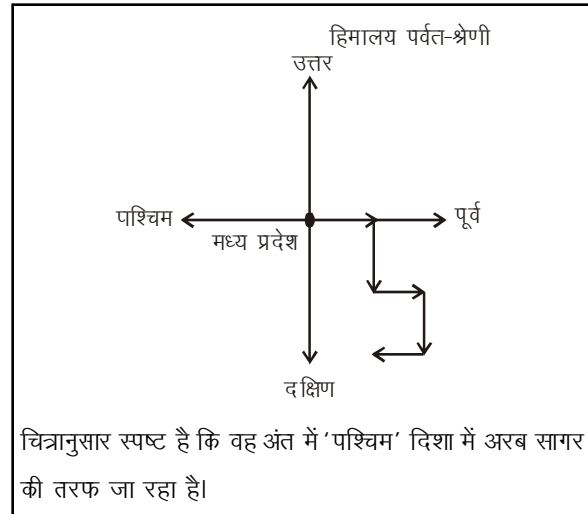 हिमालय पर्वत-श्रेणी
उत्तर
पश्चिम
पूर्व
मध्य प्रदेश
दक्षिण
चित्रानुसार स्पष्ट है कि वह अंत में 'पश्चिम' दिशा में अरब सागर
की तरफ जा रहा है।